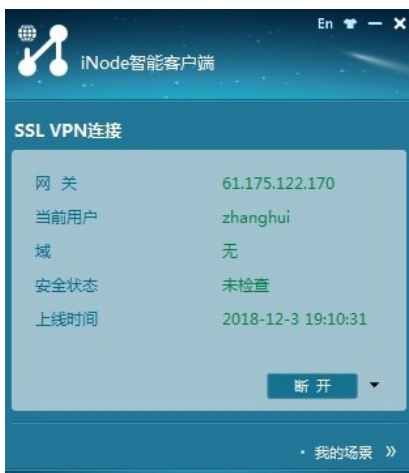 En
iNode智能客户端
SSL VPN连接
网 关 61.175.122.170
当前用户 zhanghui
域 无
安全状态 未检查
上线时间 2018-12-3 19:10:31
断 开
· 我的场景 »